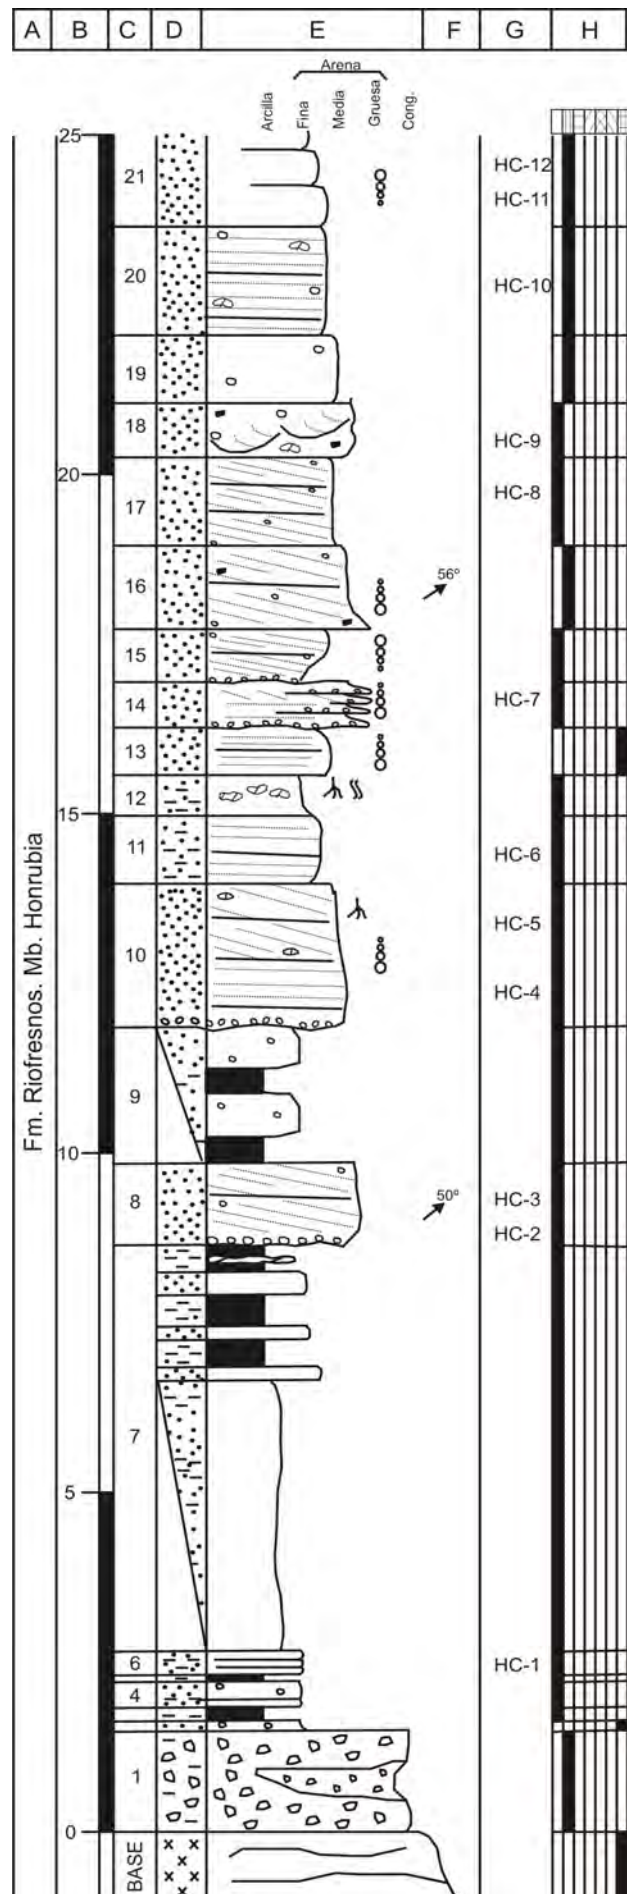 A B C D E F G H
Arena
Arcilla Fina Media Gruesa Cong.
25
21
HC-12
HC-11
20
HC-10
19
18
HC-9
20
17
HC-8
16
56º
15
14
HC-7
13
12
15
11
HC-6
10
HC-5
HC-4
9
10
8
50º
HC-3
HC-2
7
5
6
HC-1
4
1
0
BASE
Fm. Riofresnos. Mb. Honrubia